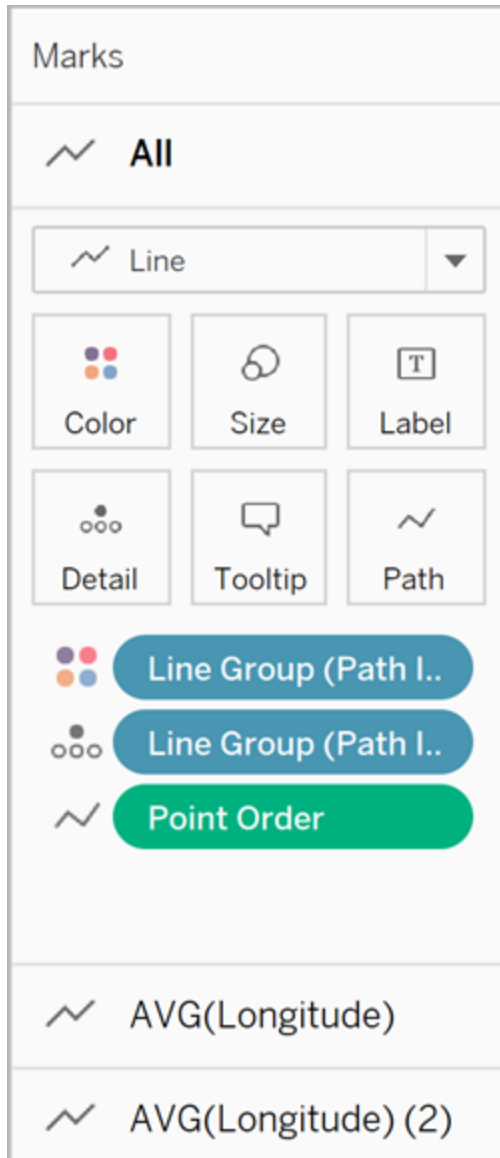 Marks
All
Line
Color Size Label
Detail Tooltip Path
Line Group (Path I..
Line Group (Path I..
Point Order
AVG(Longitude)
AVG(Longitude) (2)